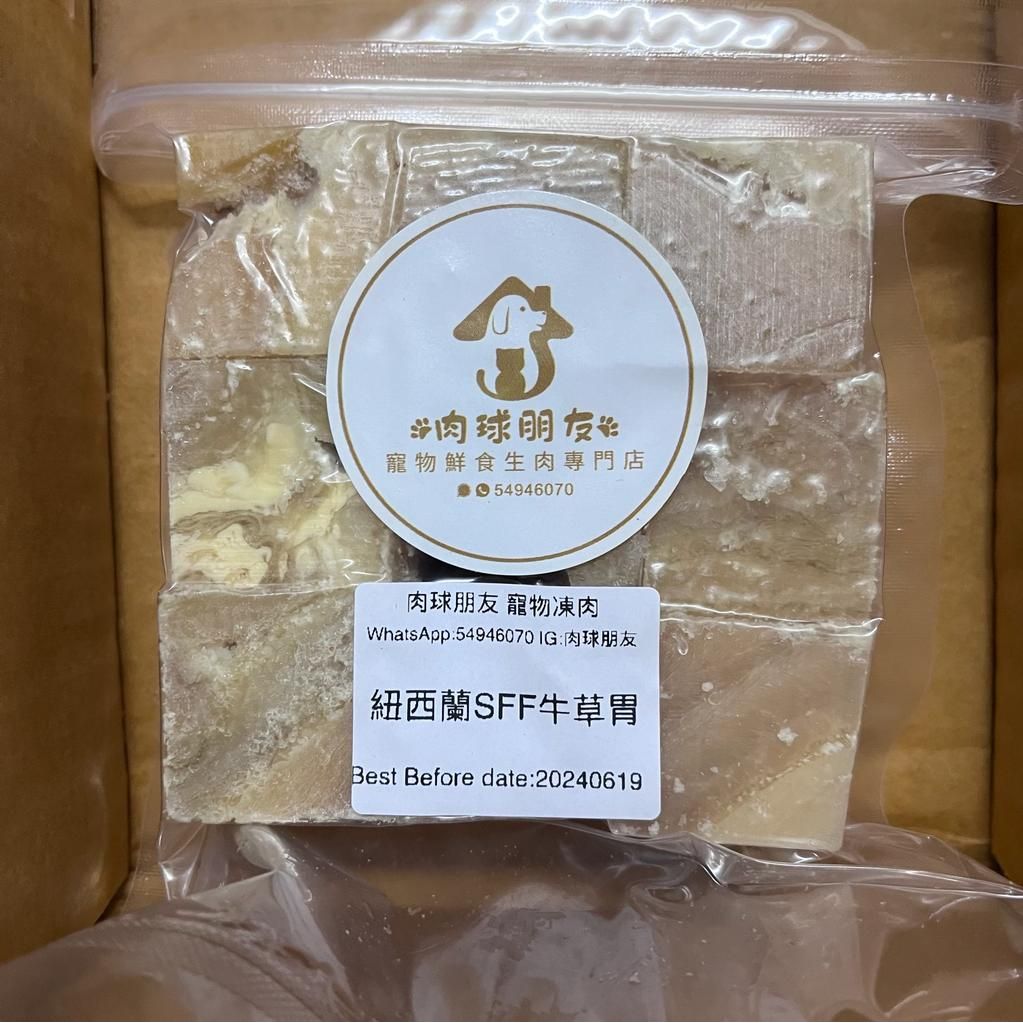 肉球朋友
寵物鮮食生肉專門店
54946070
肉球朋友 寵物凍肉
WhatsApp:54946070 IG:肉球朋友
紐西蘭SFF牛草胃
Best Before date:20240619